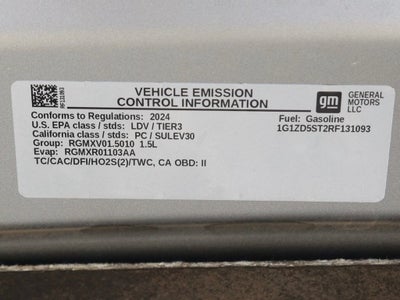 RF131093
VEHICLE EMISSION
CONTROL INFORMATION
gm
GENERAL
MOTORS
LLC
Conforms to Regulations: 2024
U.S. EPA class / stds: LDV / TIER3
California class / stds: PC / SULEV30
Group: RGMXV01.5010 1.5L
Evap: RGMXR01103AA
TC/CAC/DFI/HO2S(2)/TWC, CA OBD: II
Fuel: Gasoline
1G1ZD5ST2RF131093